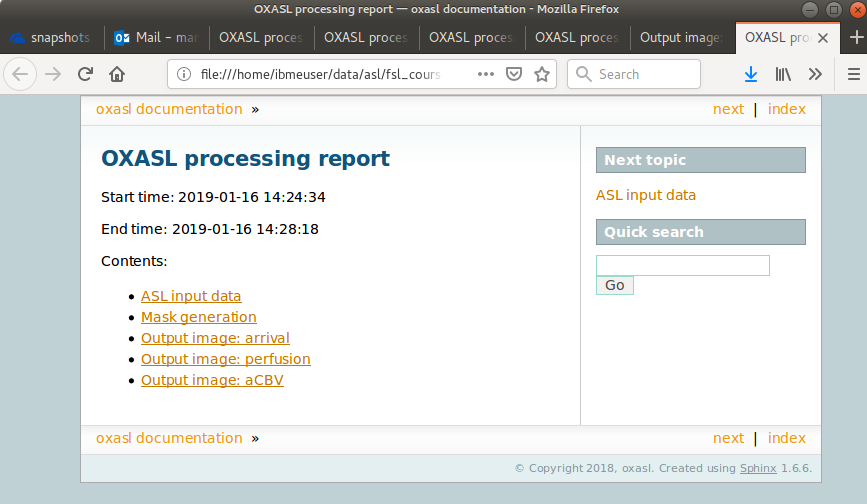 OXASL processing report — oxasl documentation - Mozilla Firefox
snapshots
Mail – mar
OXASL proces
OXASL proces
OXASL proces
OXASL proces
Output image:
OXASL pro
file:///home/ibmeuser/data/asl/fsl_cours
Search
oxasl documentation »
next | index
OXASL processing report
Start time: 2019-01-16 14:24:34
End time: 2019-01-16 14:28:18
Contents:
• ASL input data
• Mask generation
• Output image: arrival
• Output image: perfusion
• Output image: aCBV
Next topic
ASL input data
Quick search
Go
oxasl documentation »
next | index
© Copyright 2018, oxasl. Created using Sphinx 1.6.6.